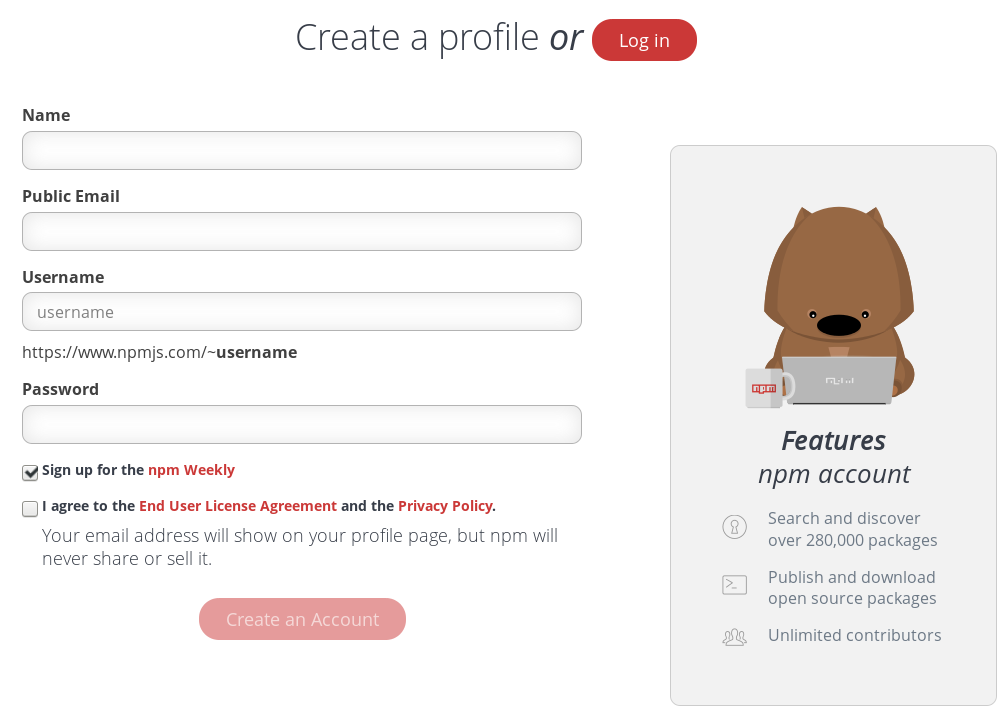 Create a profile or Log in
Name
Public Email
Username
username
https://www.npmjs.com/~username
Password
Sign up for the npm Weekly
I agree to the End User License Agreement and the Privacy Policy.
Your email address will show on your profile page, but npm will
never share or sell it.
Create an Account
npm
Features
npm account
Search and discover
over 280,000 packages
Publish and download
open source packages
Unlimited contributors